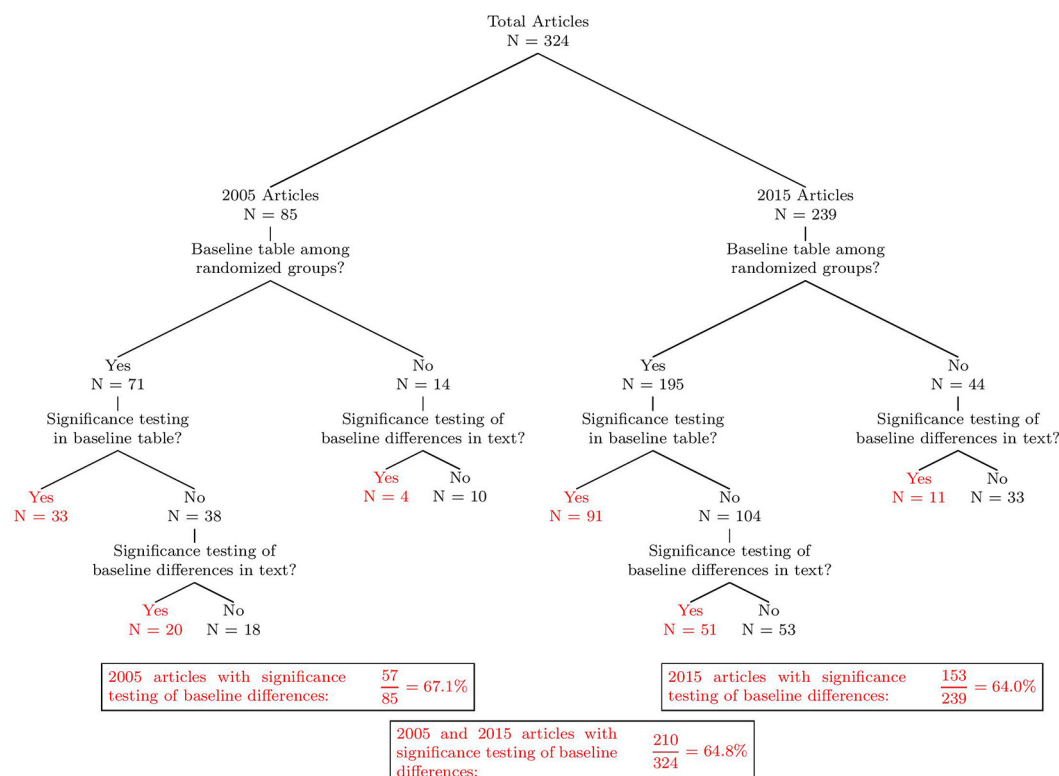 Total Articles
N = 324
2005 Articles
N = 85
Baseline table among
randomized groups?
Yes
N = 71
Significance testing
in baseline table?
Yes
N = 33
No
N = 38
Significance testing of
baseline differences in text?
Yes
N = 20
No
N = 18
No
N = 14
Significance testing of
baseline differences in text?
Yes
N = 4
No
N = 10
2015 Articles
N = 239
Baseline table among
randomized groups?
Yes
N = 195
Significance testing
in baseline table?
Yes
N = 91
No
N = 104
Significance testing of
baseline differences in text?
Yes
N = 51
No
N = 53
No
N = 44
Significance testing of
baseline differences in text?
Yes
N = 11
No
N = 33
2005 articles with significance
testing of baseline differences:
57
85
= 67.1%
2015 articles with significance
testing of baseline differences:
153
239
= 64.0%
2005 and 2015 articles with
significance testing of baseline
differences:
210
324
= 64.8%